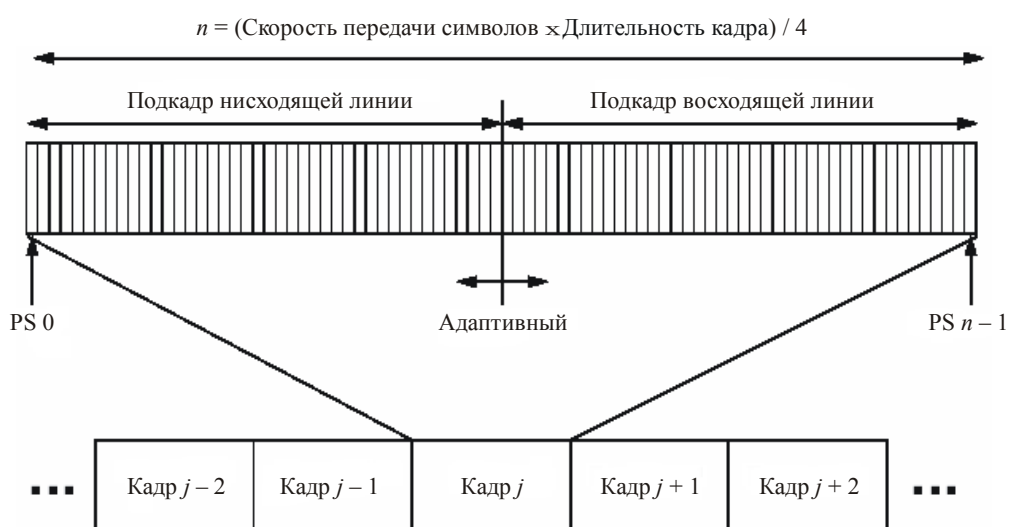 n = (Скорость передачи символов × Длительность кадра) / 4
Подкадр нисходящей линии Подкадр восходящей линии
PS 0 Адаптивный PS n – 1
... Кадр j – 2 Кадр j – 1 Кадр j Кадр j + 1 Кадр j + 2 ...